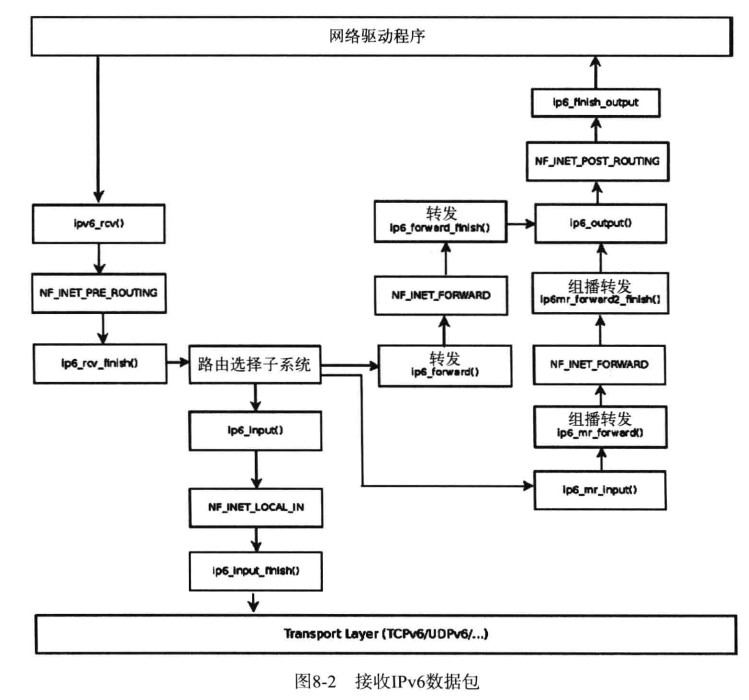 网络驱动程序
ip6_finish_output
NF_INET_POST_ROUTING
转发
ip6_forward_finish()
ipv6_rcv()
ip6_output()
组播转发
ip6mr_forward2_finish()
NF_INET_PRE_ROUTING
NF_INET_FORWARD
ip6_rcv_finish()
路由选择子系统
转发
ip6_forward()
NF_INET_FORWARD
组播转发
ip6_mr_forward()
ip6_input()
ip6_mr_input()
NF_INET_LOCAL_IN
ip6_input_finish()
Transport Layer (TCPv6/UDPv6/...)
图8-2 接收IPv6数据包